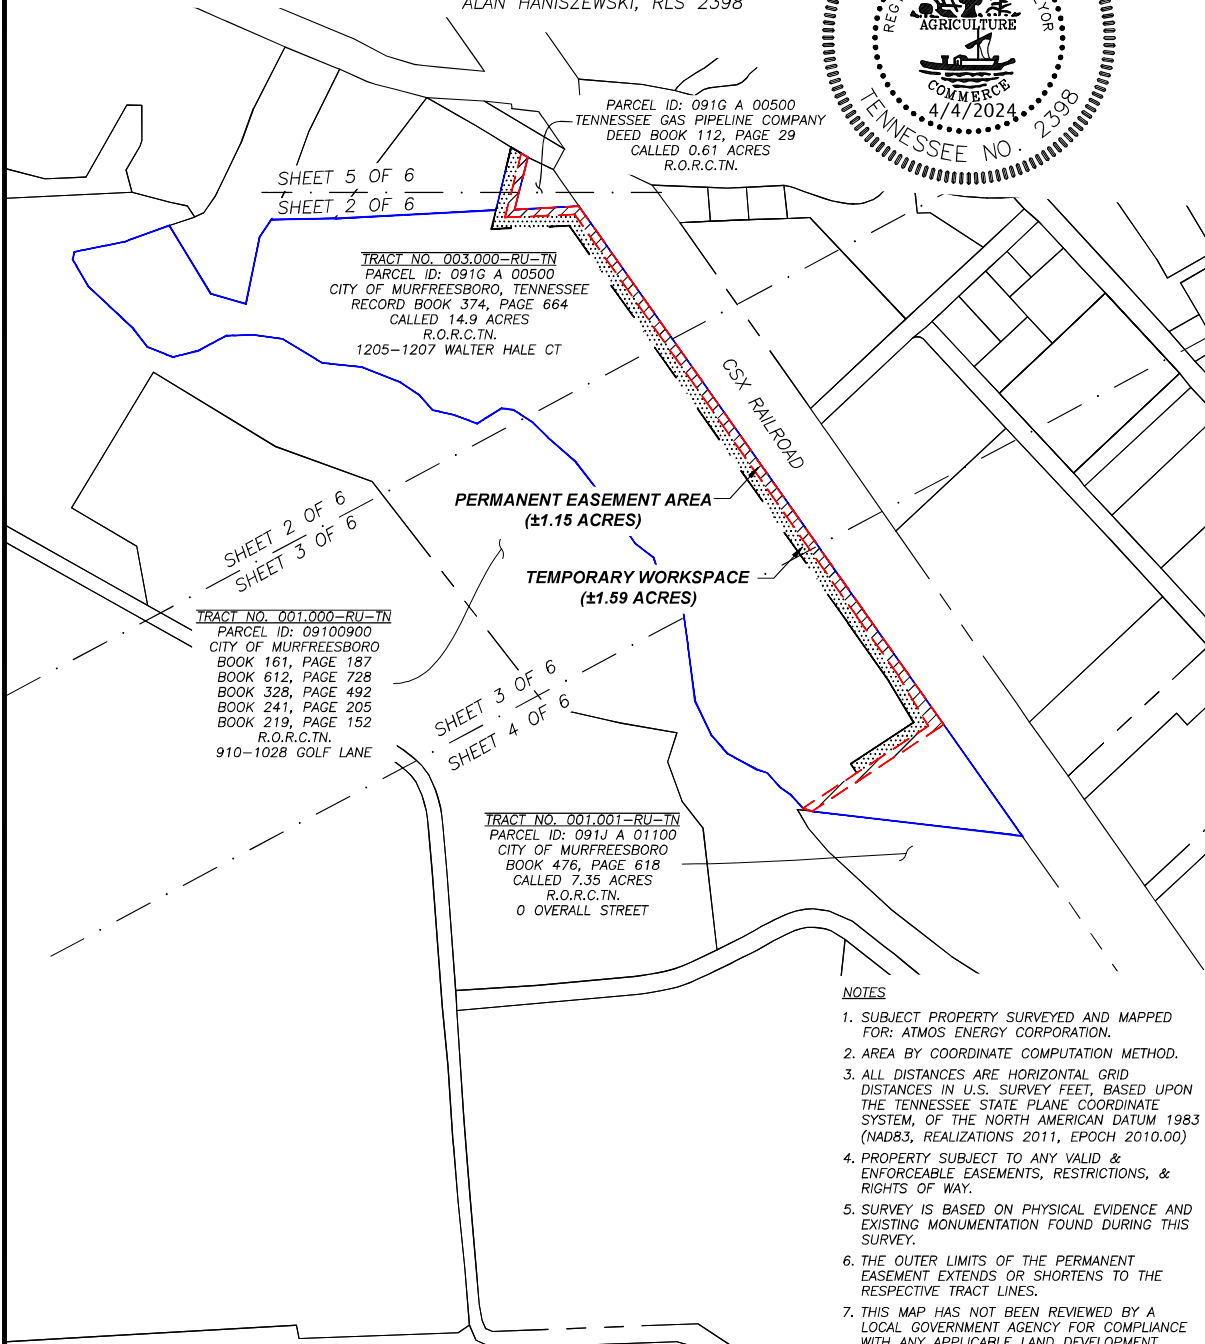 ALAN HANISZEWSKI, RLS 2398
AGRICULTURE
COMMERCE
4/4/2024
TENNESSEE NO. 2398
PARCEL ID: 091G A 00500
TENNESSEE GAS PIPELINE COMPANY
DEED BOOK 112, PAGE 29
CALLED 0.61 ACRES
R.O.R.C.TN.
SHEET 5 OF 6
SHEET 2 OF 6
TRACT NO. 003.000-RU-TN
PARCEL ID: 091G A 00500
CITY OF MURFREESBORO, TENNESSEE
RECORD BOOK 374, PAGE 664
CALLED 14.9 ACRES
R.O.R.C.TN.
1205-1207 WALTER HALE CT
CSX RAILROAD
PERMANENT EASEMENT AREA
(±1.15 ACRES)
SHEET 2 OF 6
SHEET 3 OF 6
TEMPORARY WORKSPACE
(±1.59 ACRES)
TRACT NO. 001.000-RU-TN
PARCEL ID: 09100900
CITY OF MURFREESBORO
BOOK 161, PAGE 187
BOOK 612, PAGE 728
BOOK 328, PAGE 492
BOOK 241, PAGE 205
BOOK 219, PAGE 152
R.O.R.C.TN.
910-1028 GOLF LANE
SHEET 3 OF 6
SHEET 4 OF 6
TRACT NO. 001.001-RU-TN
PARCEL ID: 091J A 01100
CITY OF MURFREESBORO
BOOK 476, PAGE 618
CALLED 7.35 ACRES
R.O.R.C.TN.
0 OVERALL STREET
NOTES
1. SUBJECT PROPERTY SURVEYED AND MAPPED
FOR: ATMOS ENERGY CORPORATION.
2. AREA BY COORDINATE COMPUTATION METHOD.
3. ALL DISTANCES ARE HORIZONTAL GRID
DISTANCES IN U.S. SURVEY FEET, BASED UPON
THE TENNESSEE STATE PLANE COORDINATE
SYSTEM, OF THE NORTH AMERICAN DATUM 1983
(NAD83, REALIZATIONS 2011, EPOCH 2010.00)
4. PROPERTY SUBJECT TO ANY VALID &
ENFORCEABLE EASEMENTS, RESTRICTIONS, &
RIGHTS OF WAY.
5. SURVEY IS BASED ON PHYSICAL EVIDENCE AND
EXISTING MONUMENTATION FOUND DURING THIS
SURVEY.
6. THE OUTER LIMITS OF THE PERMANENT
EASEMENT EXTENDS OR SHORTENS TO THE
RESPECTIVE TRACT LINES.
7. THIS MAP HAS NOT BEEN REVIEWED BY A
LOCAL GOVERNMENT AGENCY FOR COMPLIANCE
WITH ANY APPLICABLE LAND DEVELOPMENT